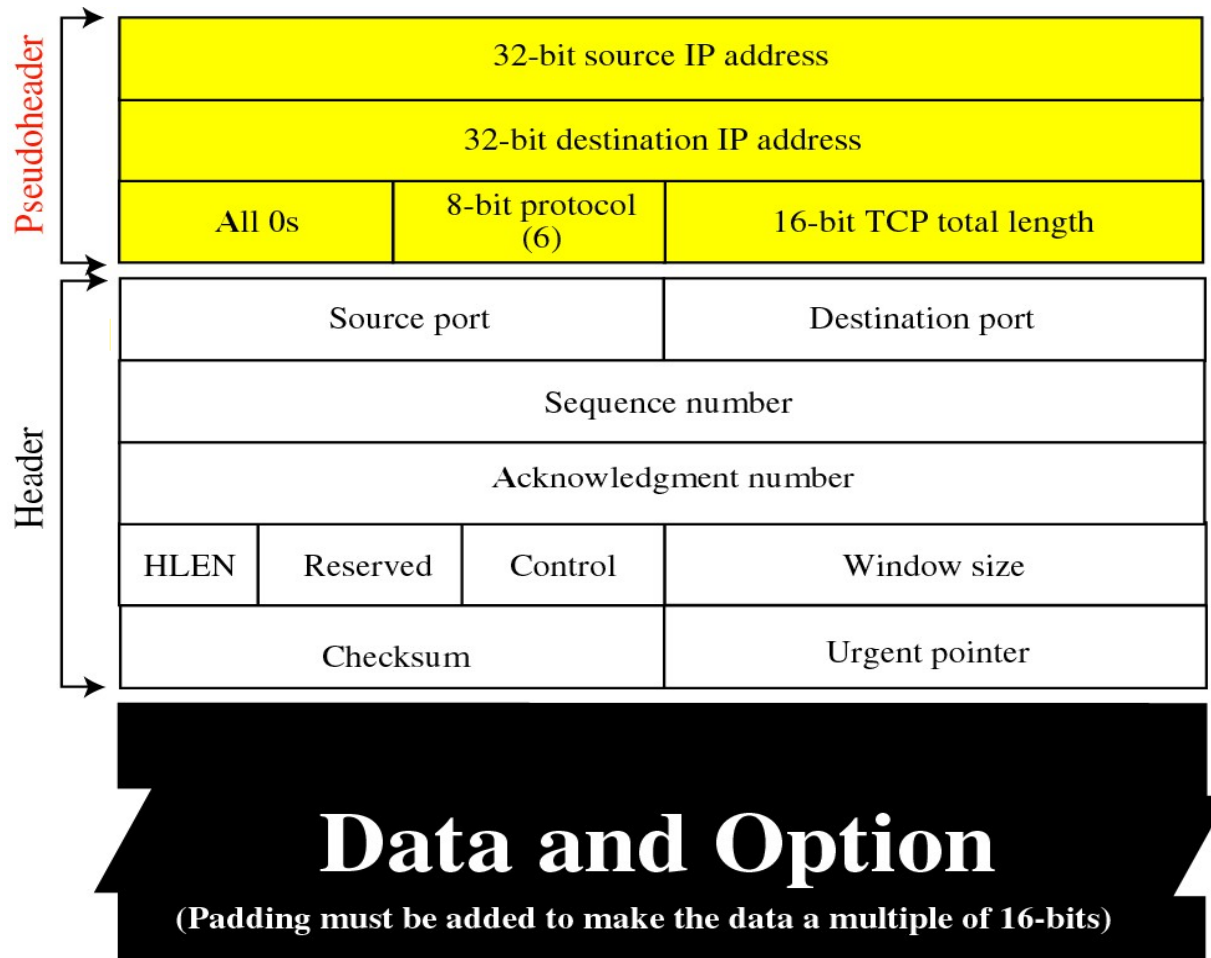 Pseudoheader
32-bit source IP address
32-bit destination IP address
All 0s
8-bit protocol
(6)
16-bit TCP total length
Header
Source port
Destination port
Sequence number
Acknowledgment number
HLEN
Reserved
Control
Window size
Checksum
Urgent pointer
Data and Option
(Padding must be added to make the data a multiple of 16-bits)